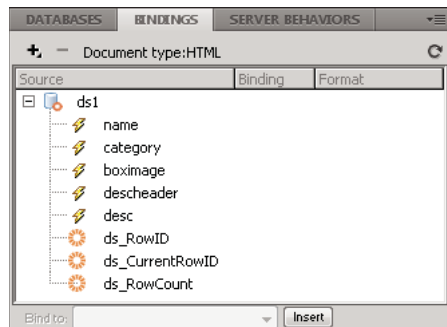 DATABASES BINDINGS SERVER BEHAVIORS
Document type:HTML
Source Binding Format
ds1
name
category
boximage
descheader
desc
ds_RowID
ds_CurrentRowID
ds_RowCount
Bind to: Insert